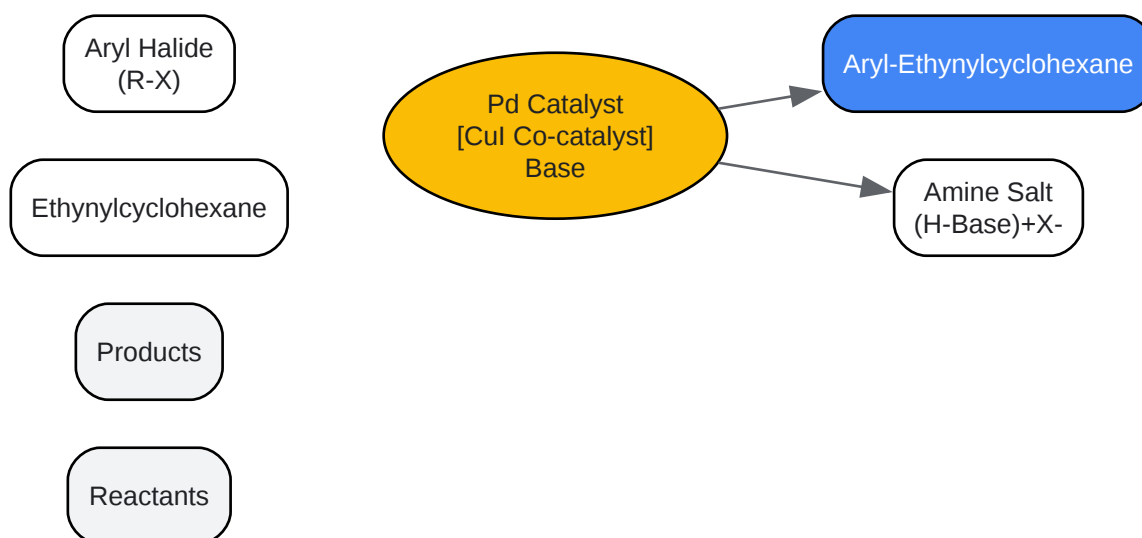 Aryl Halide
(R-X)
Ethynylcyclohexane
Products
Reactants
Pd Catalyst
[CuI Co-catalyst]
Base
Aryl-Ethynylcyclohexane
Amine Salt
(H-Base)+X-